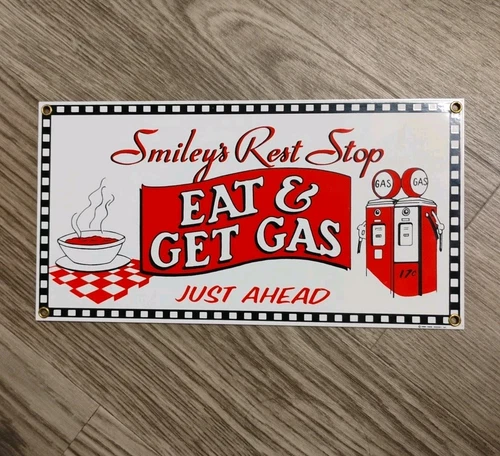 Smiley's Rest Stop
EAT &
GET GAS
JUST AHEAD
GAS GAS
17¢